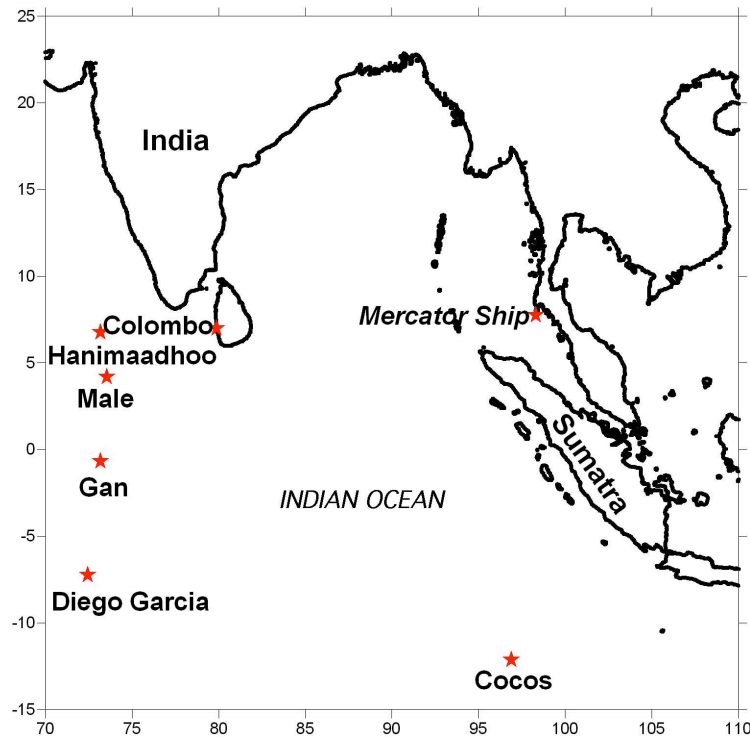 25
20
India
15
10
Colombo
Mercator Ship
Hanimaadhoo
5
Male
0
Sumatra
Gan
INDIAN OCEAN
-5
Diego Garcia
-10
Cocos
-15
70 75 80 85 90 95 100 105 110